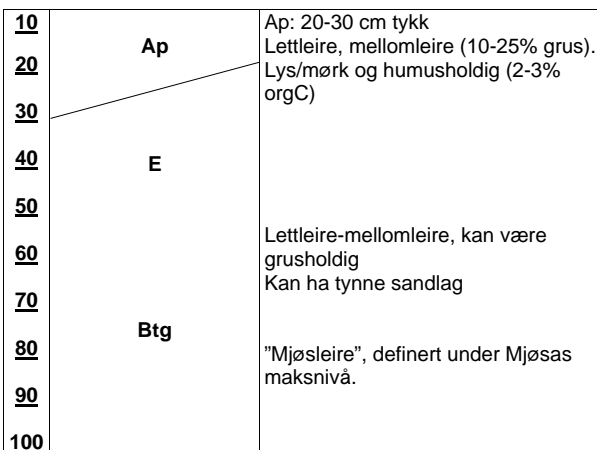 10
Ap
Ap: 20-30 cm tykk
Lettleire, mellomleire (10-25% grus).
20
Lys/mørk og humusholdig (2-3%
orgC)
30
40
E
50
60
Lettleire-mellomleire, kan være
grusholdig
Kan ha tynne sandlag
70
Btg
80
”Mjøsleire”, definert under Mjøsas
maksnivå.
90
100